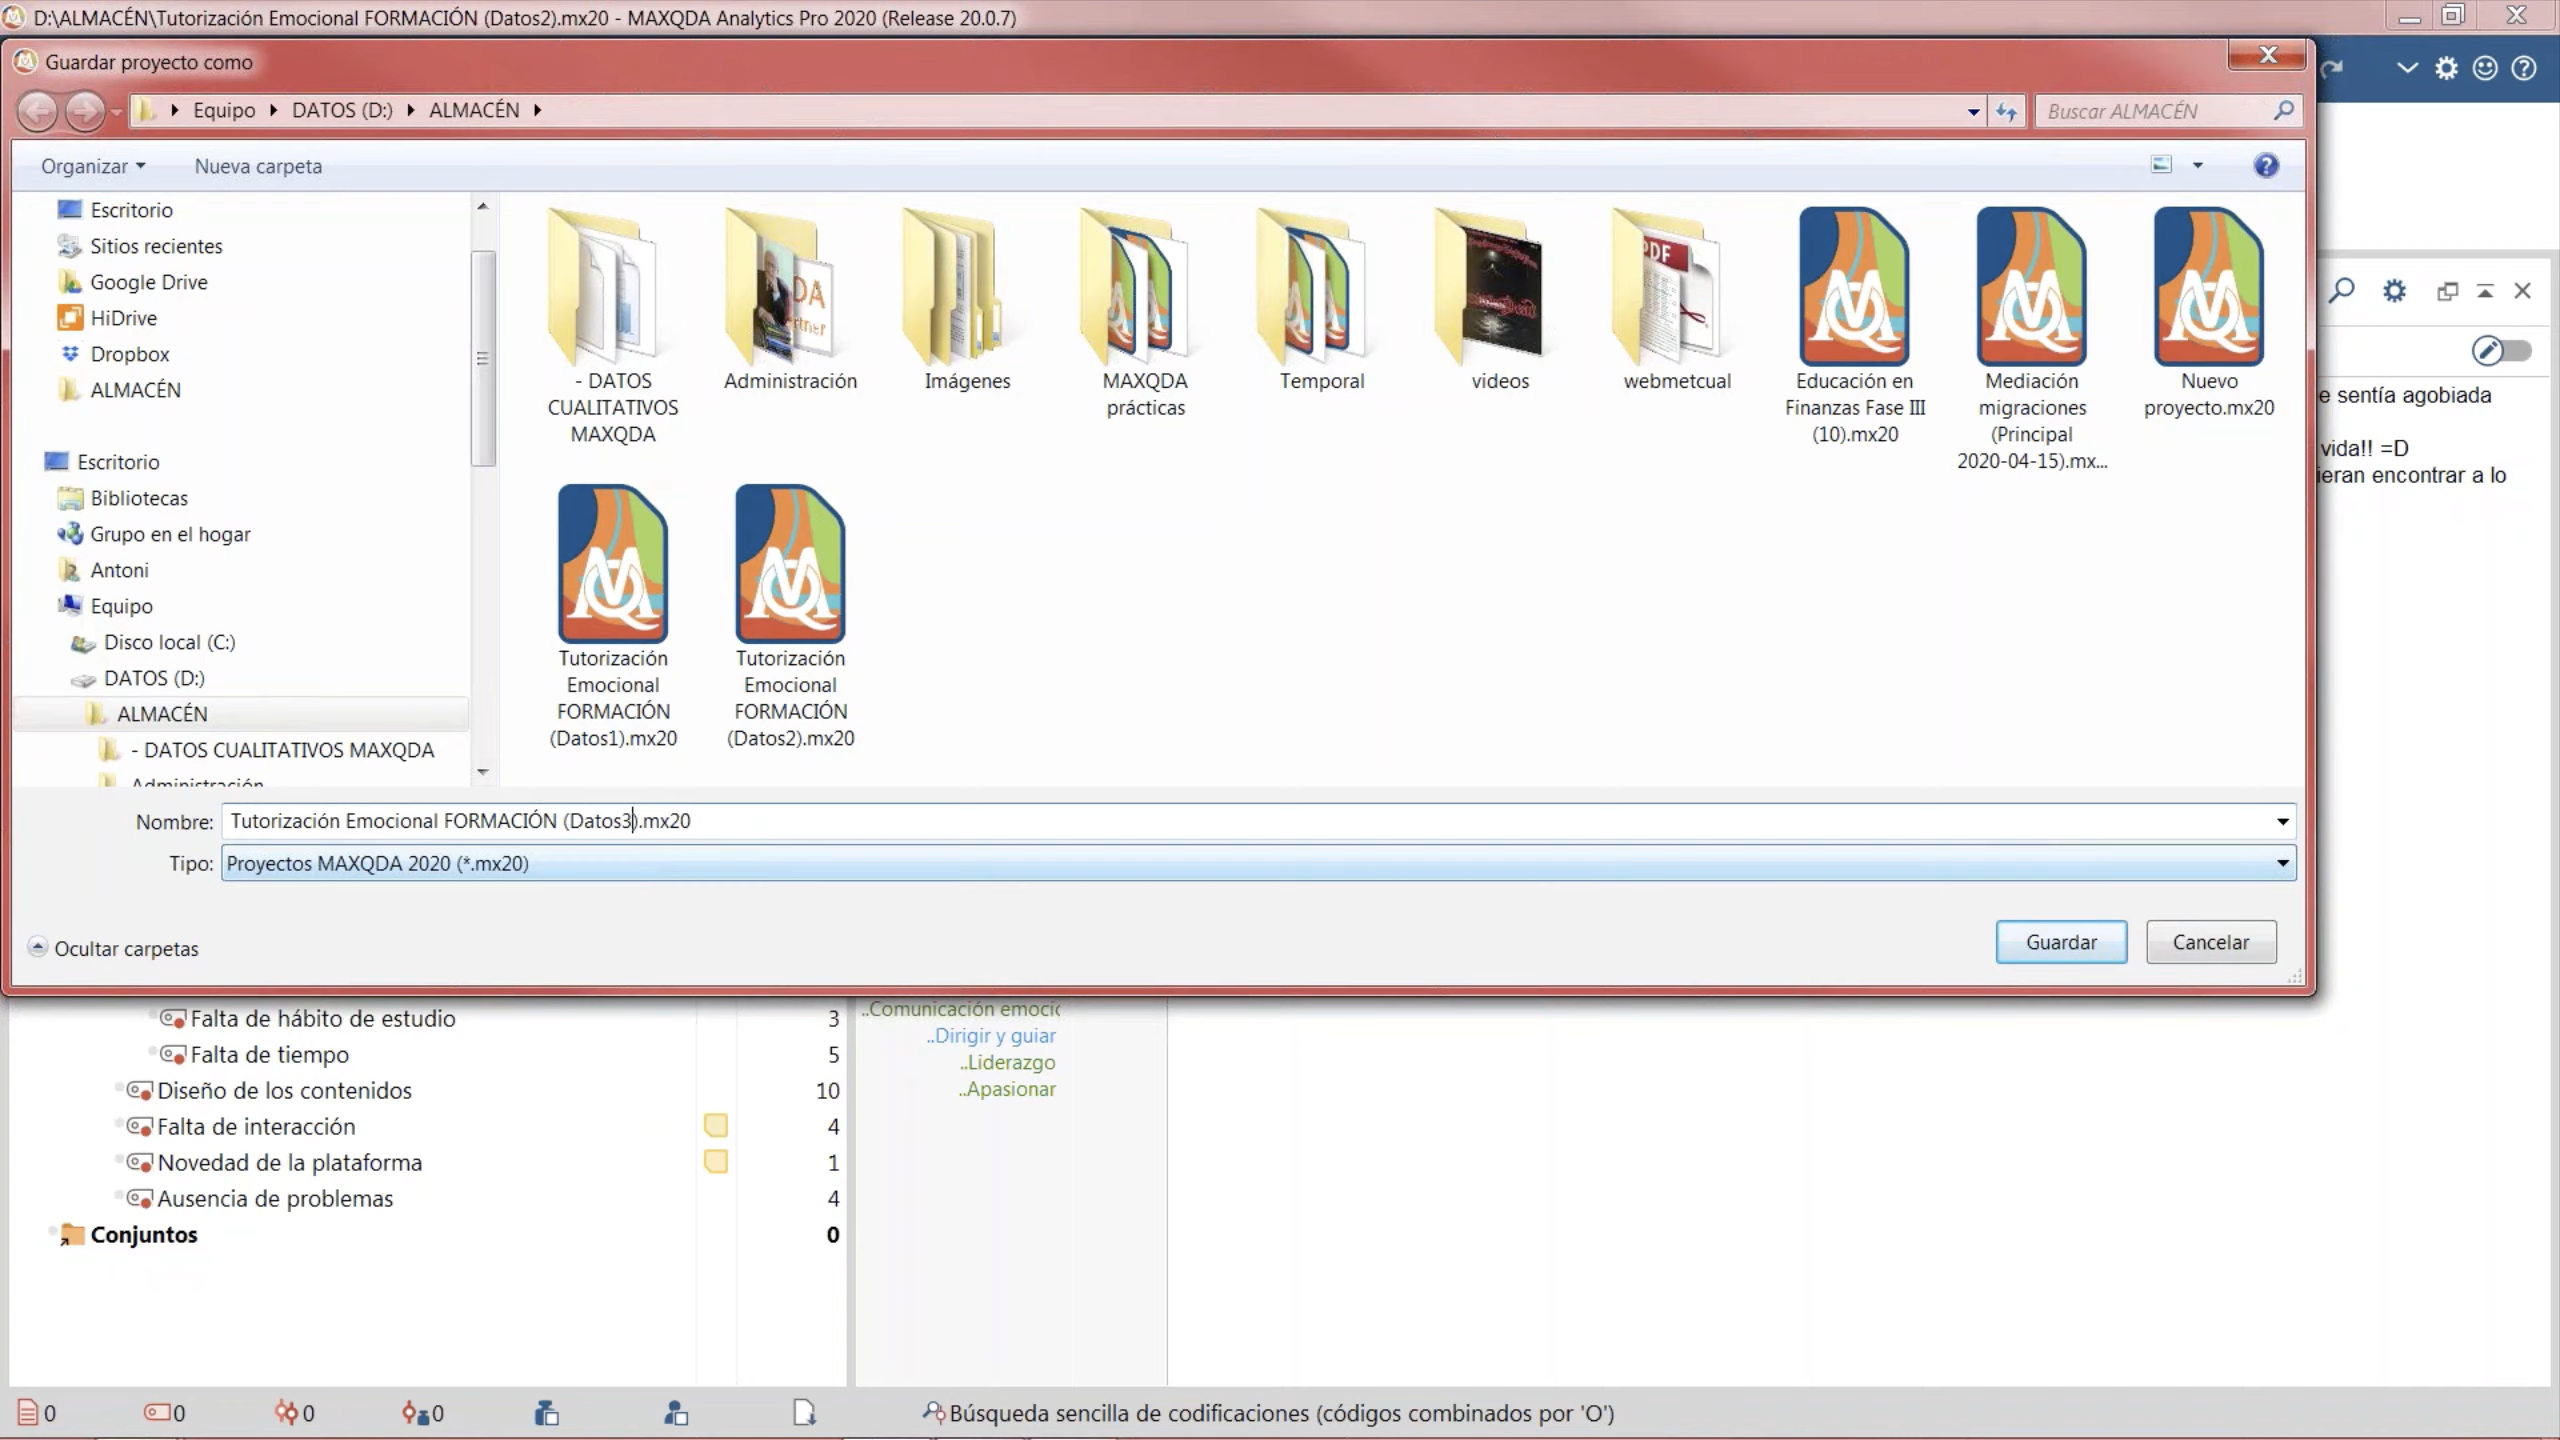 D:\ALMACÉN\Tutorización Emocional FORMACIÓN (Datos2).mx20 - MAXQDA Analytics Pro 2020 (Release 20.0.7)
Guardar proyecto como
Equipo
DATOS (D:)
ALMACÉN
Buscar ALMACÉN
Organizar
Nueva carpeta
Escritorio
Sitios recientes
Google Drive
HiDrive
Dropbox
ALMACÉN
Escritorio
Bibliotecas
Grupo en el hogar
Antoni
Equipo
Disco local (C:)
DATOS (D:)
ALMACÉN
- DATOS CUALITATIVOS MAXQDA
Administración
- DATOS
CUALITATIVOS
MAXQDA
Administración
Imágenes
MAXQDA
prácticas
Temporal
videos
webmetcual
Educación en
Finanzas Fase III
(10).mx20
Mediación
migraciones
(Principal
2020-04-15).mx...
Nuevo
proyecto.mx20
Tutorización
Emocional
FORMACIÓN
(Datos1).mx20
Tutorización
Emocional
FORMACIÓN
(Datos2).mx20
e sentía agobiada
vida!! =D
ieran encontrar a lo
Nombre: Tutorización Emocional FORMACIÓN (Datos3).mx20
Tipo: Proyectos MAXQDA 2020 (*.mx20)
Ocultar carpetas
Guardar
Cancelar
Falta de hábito de estudio 3
Falta de tiempo 5
Diseño de los contenidos 10
Falta de interacción 4
Novedad de la plataforma 1
Ausencia de problemas 4
Conjuntos 0
..Comunicación emocic
..Dirigir y guiar
..Liderazgo
..Apasionar
0
0
0
0
Búsqueda sencilla de codificaciones (códigos combinados por 'O')